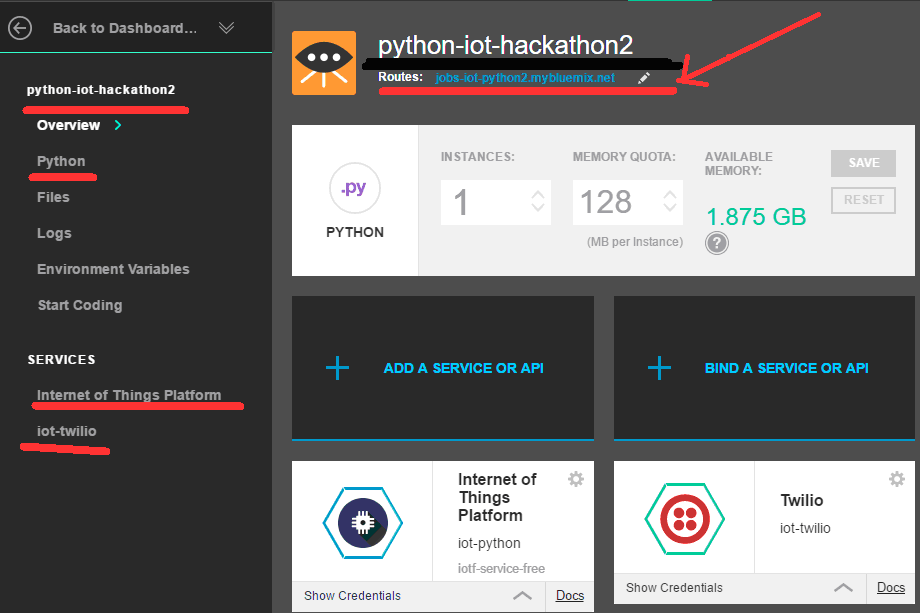 Back to Dashboard...
python-iot-hackathon2
Overview
Python
Files
Logs
Environment Variables
Start Coding
SERVICES
Internet of Things Platform
iot-twilio
python-iot-hackathon2
Routes: jobs-iot-python2.mybluemix.net
.py
PYTHON
INSTANCES:
1
MEMORY QUOTA:
128
(MB per Instance)
AVAILABLE
MEMORY:
1.875 GB
?
SAVE
RESET
ADD A SERVICE OR API
BIND A SERVICE OR API
Internet of
Things
Platform
iot-python
iotf-service-free
Show Credentials
Docs
Twilio
iot-twilio
Show Credentials
Docs